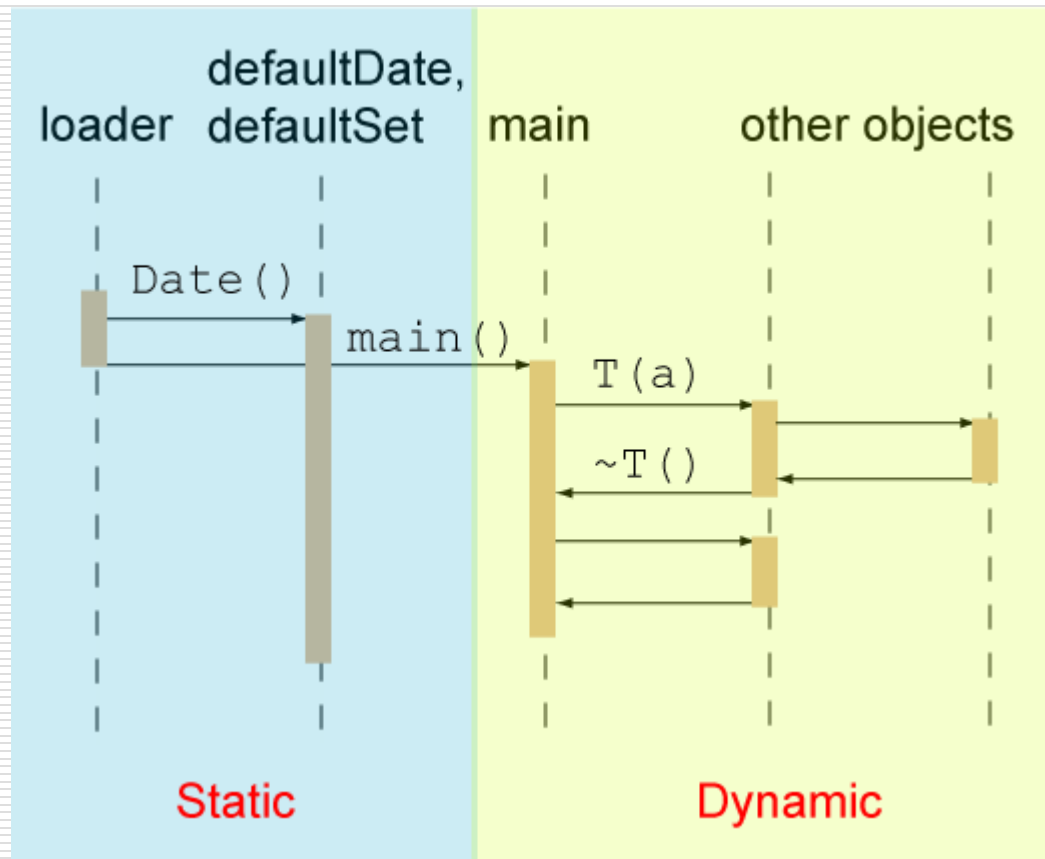 defaultDate,
loader defaultSet main other objects
Date()
main()
T(a)
~T()
Static Dynamic